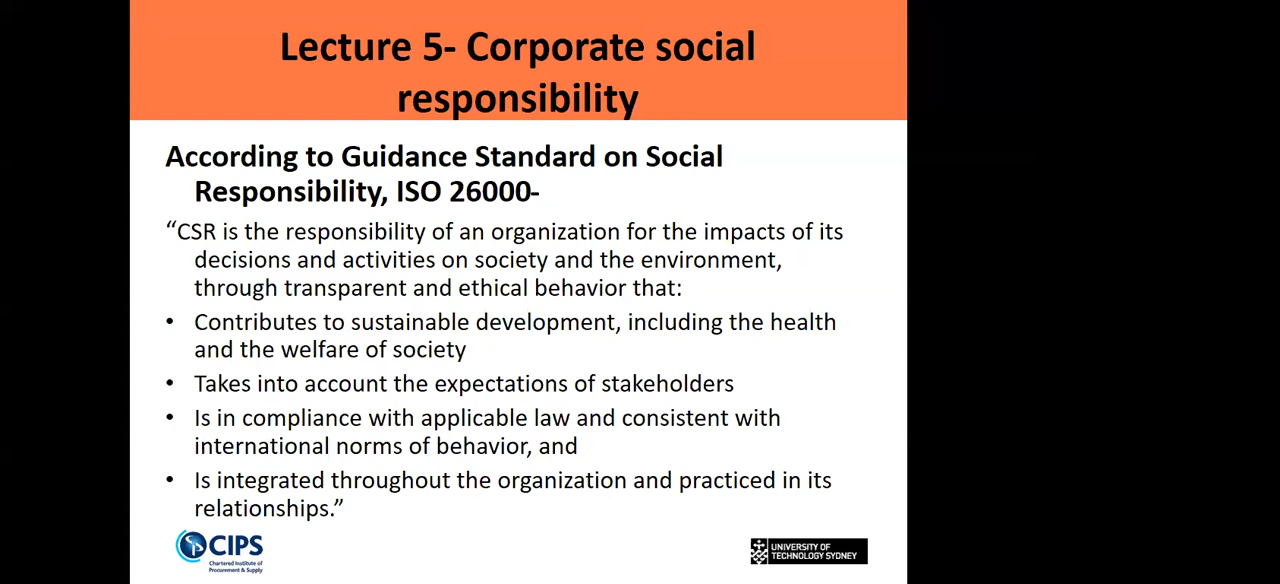 Lecture 5- Corporate social
responsibility
According to Guidance Standard on Social
Responsibility, ISO 26000-
“CSR is the responsibility of an organization for the impacts of its
decisions and activities on society and the environment,
through transparent and ethical behavior that:
• Contributes to sustainable development, including the health
and the welfare of society
• Takes into account the expectations of stakeholders
• Is in compliance with applicable law and consistent with
international norms of behavior, and
• Is integrated throughout the organization and practiced in its
relationships.”
CIPS
Chartered Institute of
Procurement & Supply
UNIVERSITY OF
TECHNOLOGY SYDNEY